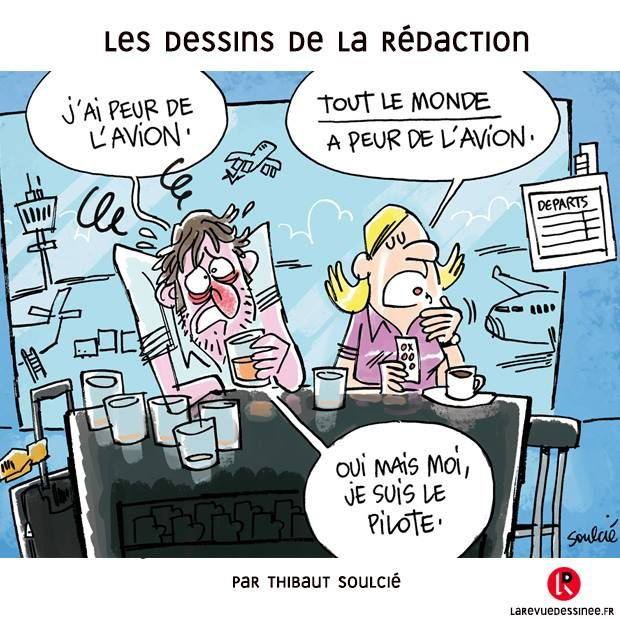 LES DESSINS DE LA RÉDACTION
J'AI PEUR DE
L'AVION.
TOUT LE MONDE
A PEUR DE L'AVION.
DEPARTS
OX
OUI MAIS MOI,
JE SUIS LE
PILOTE.
Soulcié
PAR THIBAUT SOULCIÉ
LAREVUEDESSINEE.FR